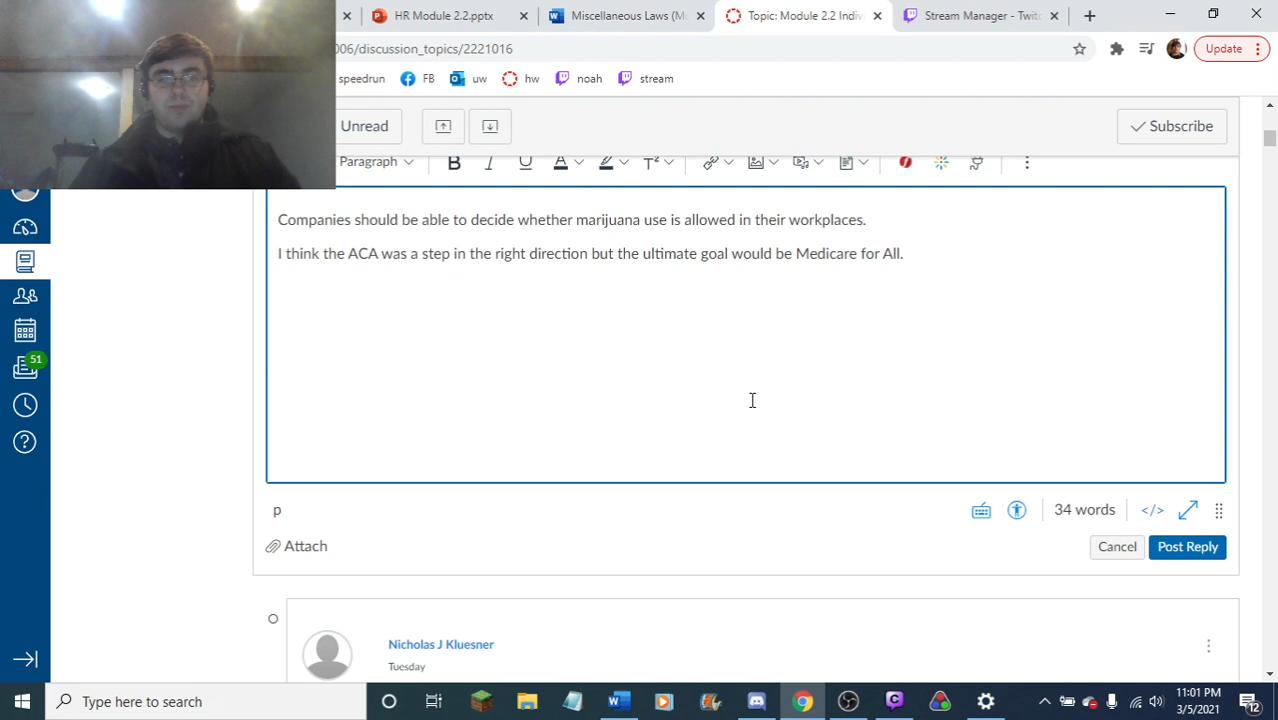 HR Module 2.2.pptx
Miscellaneous Laws (M
Topic: Module 2.2 Indiv
Stream Manager - Twitc
006/discussion_topics/2221016
Update
speedrun
FB
uw
hw
noah
stream
Unread
Subscribe
Paragraph
B
I
U
A
T²
Companies should be able to decide whether marijuana use is allowed in their workplaces.
I think the ACA was a step in the right direction but the ultimate goal would be Medicare for All.
51
p
34 words
</>
Attach
Cancel
Post Reply
Nicholas J Kluesner
Tuesday
Type here to search
11:01 PM
3/5/2021
12